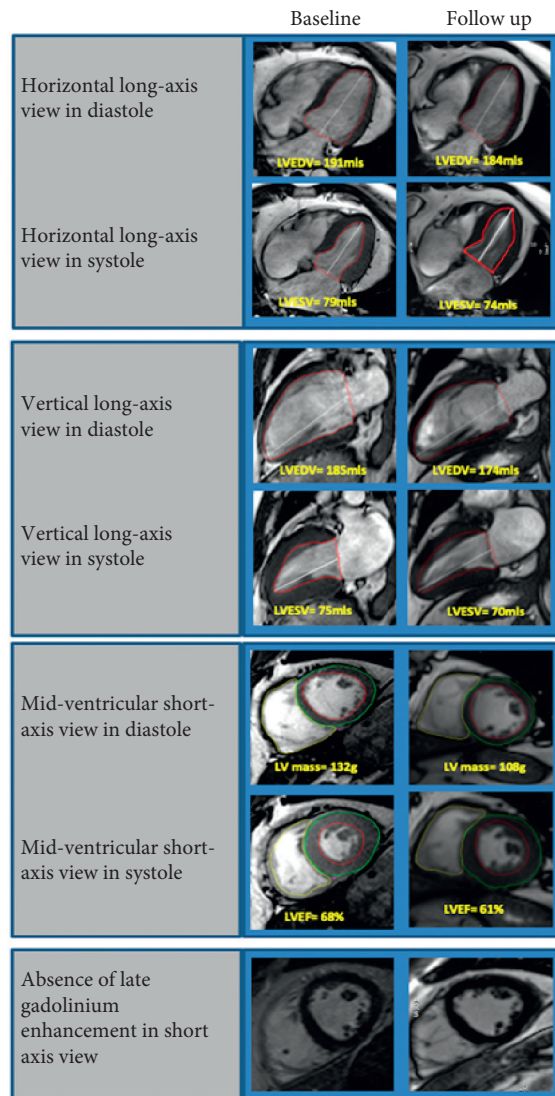 Baseline Follow up
Horizontal long-axis
view in diastole
LVEDV= 191mls
LVEDV= 184mls
Horizontal long-axis
view in systole
LVESV= 79mls
LVESV= 74mls
Vertical long-axis
view in diastole
LVEDV= 185mls
LVEDV= 174mls
Vertical long-axis
view in systole
LVESV= 75mls
LVESV= 70mls
Mid-ventricular short-
axis view in diastole
LV mass= 132g
LV mass= 108g
Mid-ventricular short-
axis view in systole
LVEF= 68%
LVEF= 61%
Absence of late
gadolinium
enhancement in short
axis view